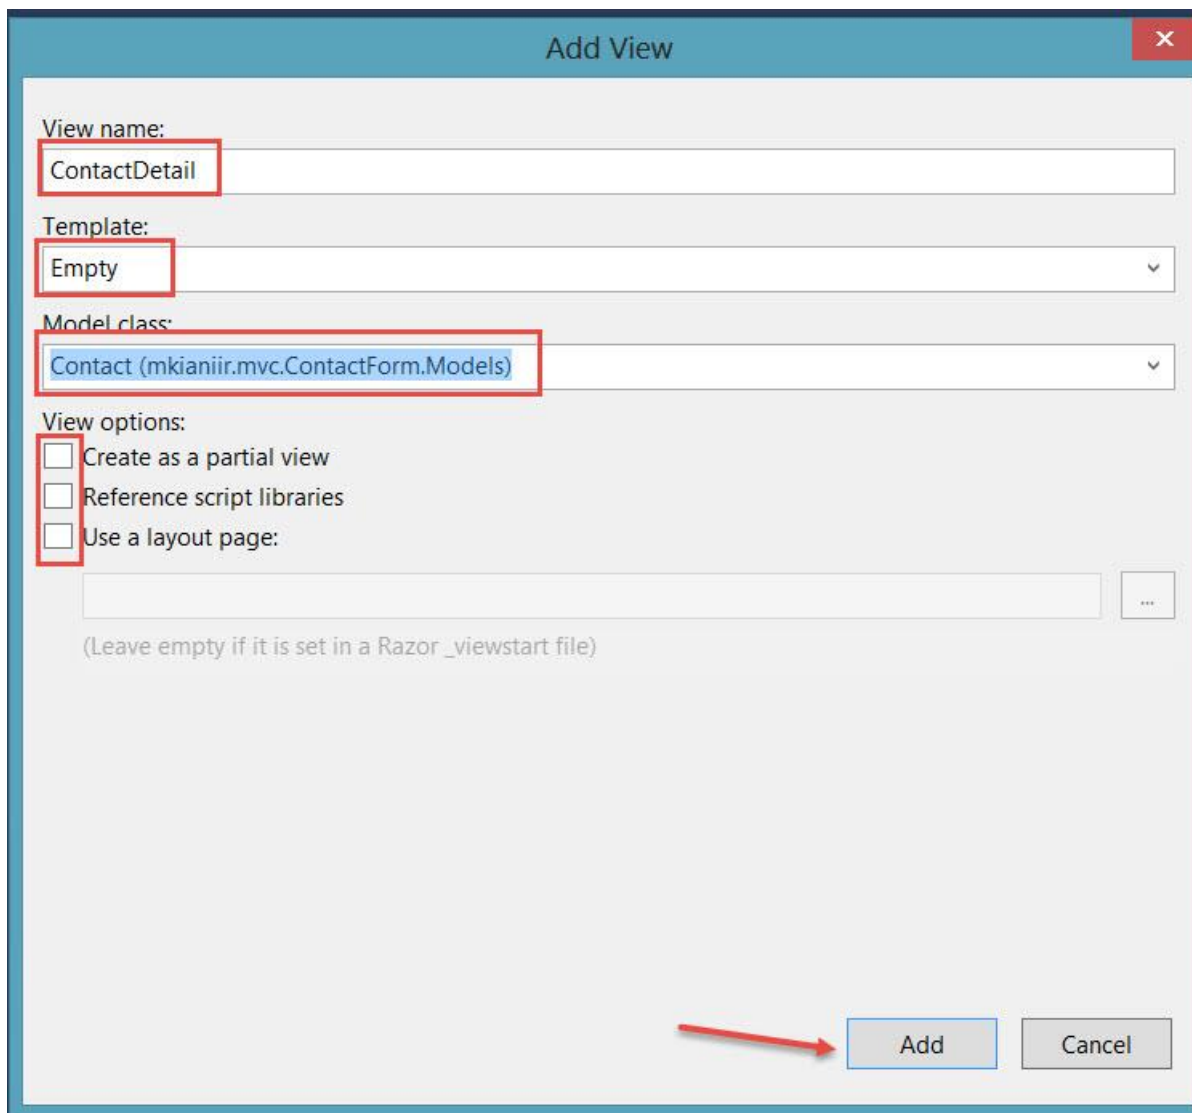 Add View
View name:
ContactDetail
Template:
Empty
Model class:
Contact (mkianiir.mvc.ContactForm.Models)
View options:
Create as a partial view
Reference script libraries
Use a layout page:
...
(Leave empty if it is set in a Razor _viewstart file)
Add
Cancel